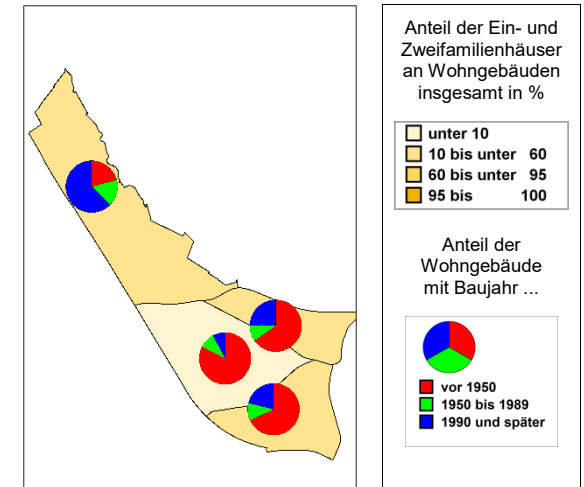 Anteil der Ein- und
Zweifamilienhäuser
an Wohngebäuden
insgesamt in %
unter 10
10 bis unter 60
60 bis unter 95
95 bis 100
Anteil der
Wohngebäude
mit Baujahr ...
vor 1950
1950 bis 1989
1990 und später